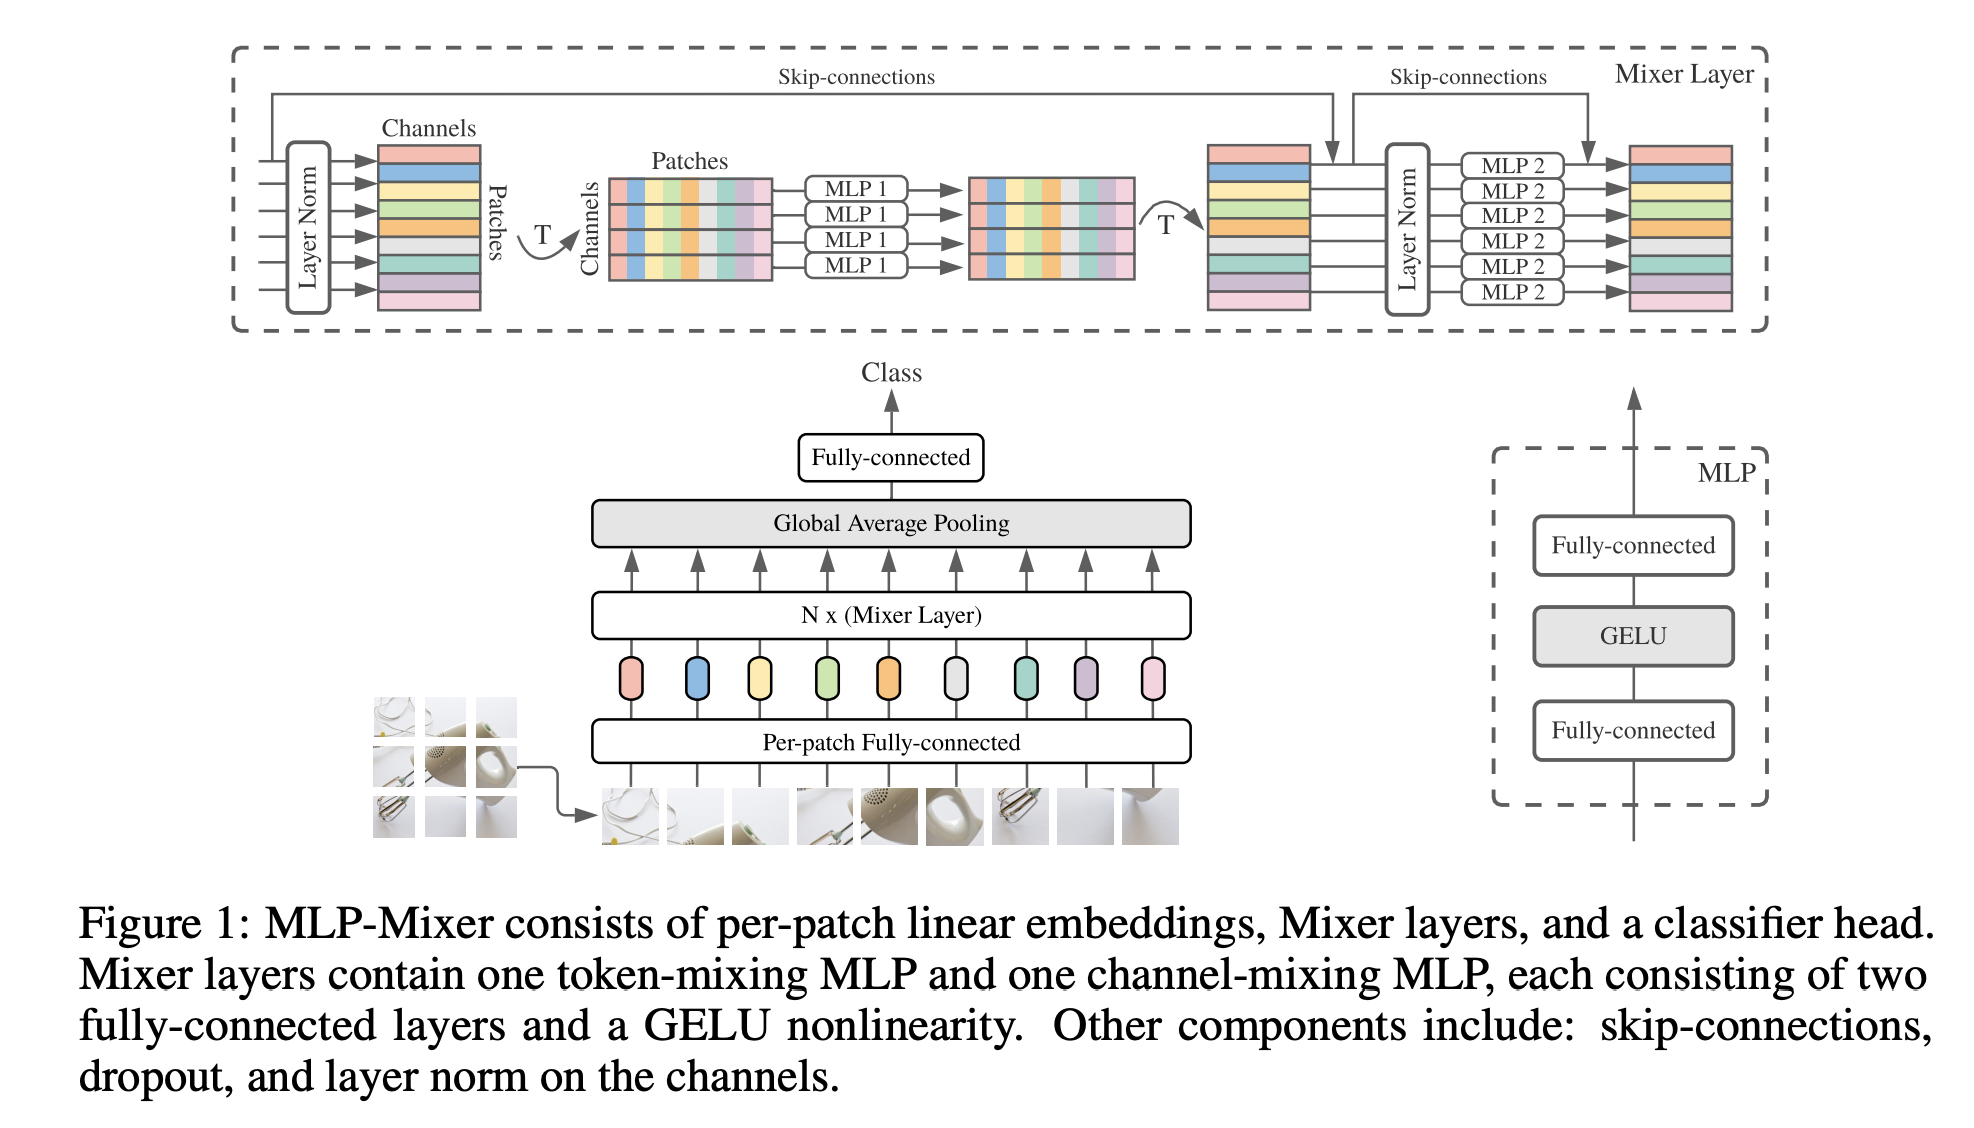 Skip-connections
Skip-connections
Mixer Layer
Channels
Layer Norm
Patches
T
Patches
Channels
MLP 1
MLP 1
MLP 1
MLP 1
T
Layer Norm
MLP 2
MLP 2
MLP 2
MLP 2
MLP 2
MLP 2
Class
Fully-connected
Global Average Pooling
N x (Mixer Layer)
Per-patch Fully-connected
MLP
Fully-connected
GELU
Fully-connected
Figure 1: MLP-Mixer consists of per-patch linear embeddings, Mixer layers, and a classifier head.
Mixer layers contain one token-mixing MLP and one channel-mixing MLP, each consisting of two
fully-connected layers and a GELU nonlinearity. Other components include: skip-connections,
dropout, and layer norm on the channels.